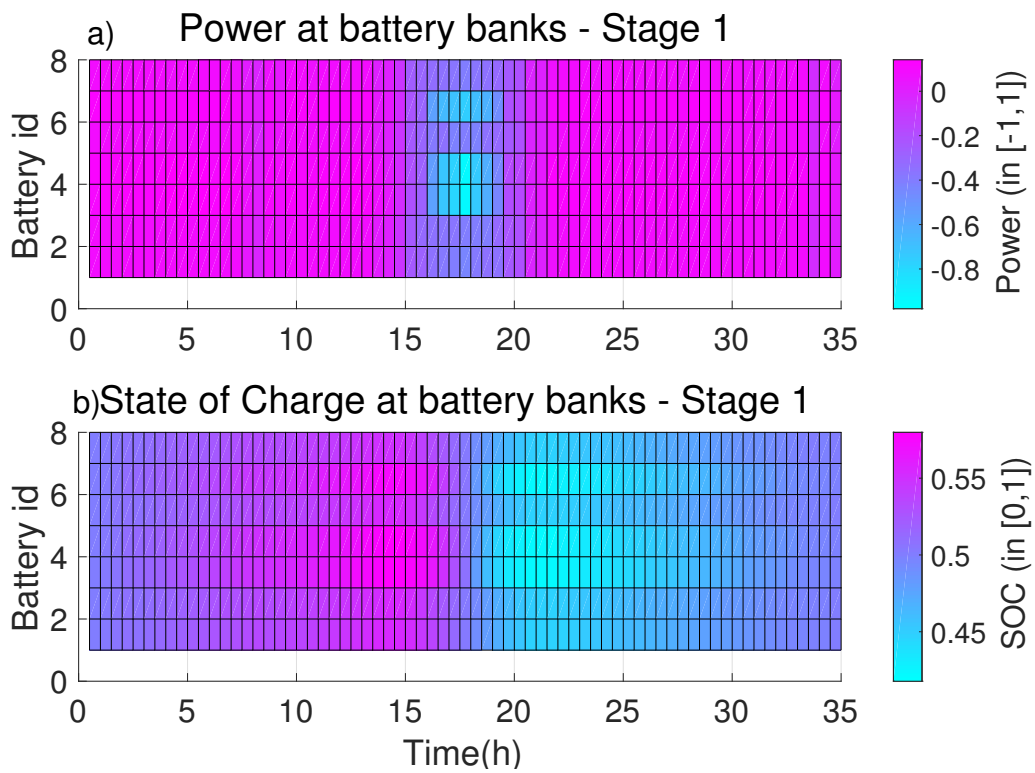 a) Power at battery banks - Stage 1
8
6
4
2
0
Battery id
0 5 10 15 20 25 30 35
0
-0.2
-0.4
-0.6
-0.8
Power (in [-1,1])
b)State of Charge at battery banks - Stage 1
8
6
4
2
0
Battery id
0 5 10 15 20 25 30 35
Time(h)
0.55
0.5
0.45
SOC (in [0,1])